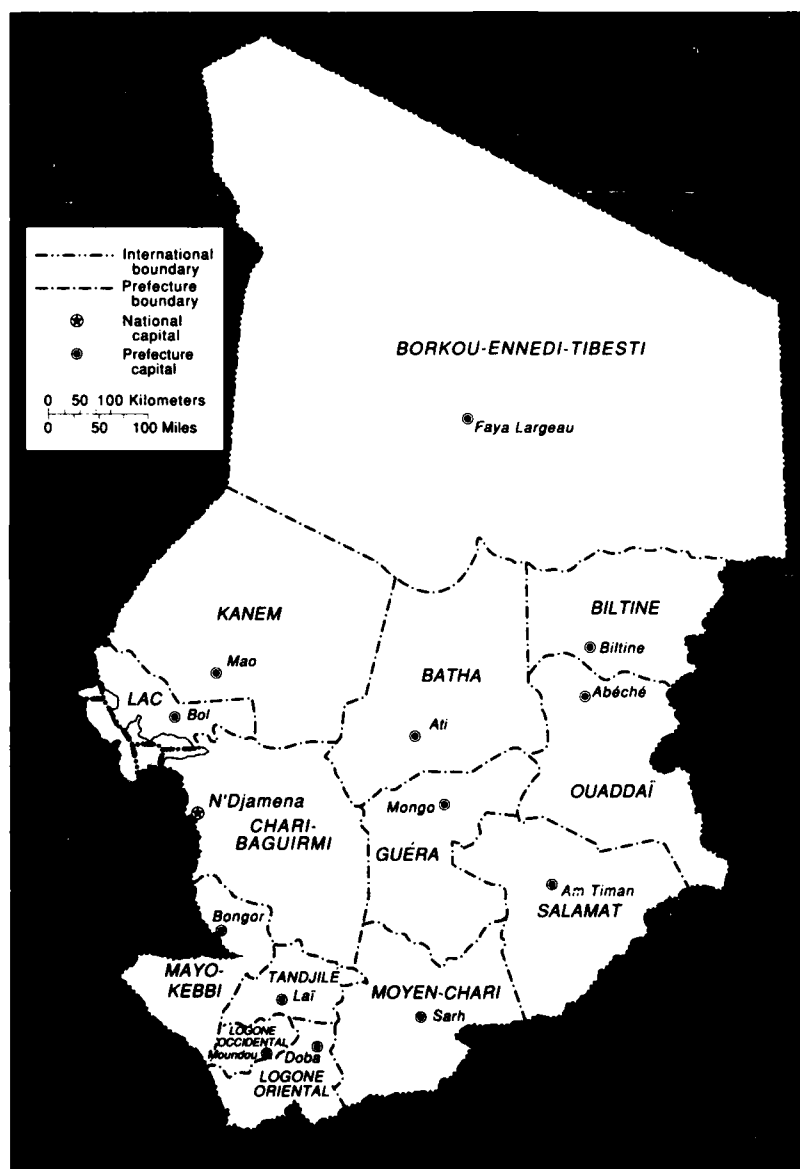 International
boundary
Prefecture
boundary
National
capital
Prefecture
capital
0 50 100 Kilometers
0 50 100 Miles
BORKOU-ENNEDI-TIBESTI
Faya Largeau
KANEM
Mao
BILTINE
Biltine
BATHA
Ati
Abéché
LAC
Bol
OUADDAÏ
N'Djamena
CHARI-
BAGUIRMI
Mongo
GUÉRA
Am Timan
SALAMAT
Bongor
MAYO-
KEBBI
TANDJILÉ
Laï
MOYEN-CHARI
Sarh
LOGONE
OCCIDENTAL
Moundou
Doba
LOGONE
ORIENTAL